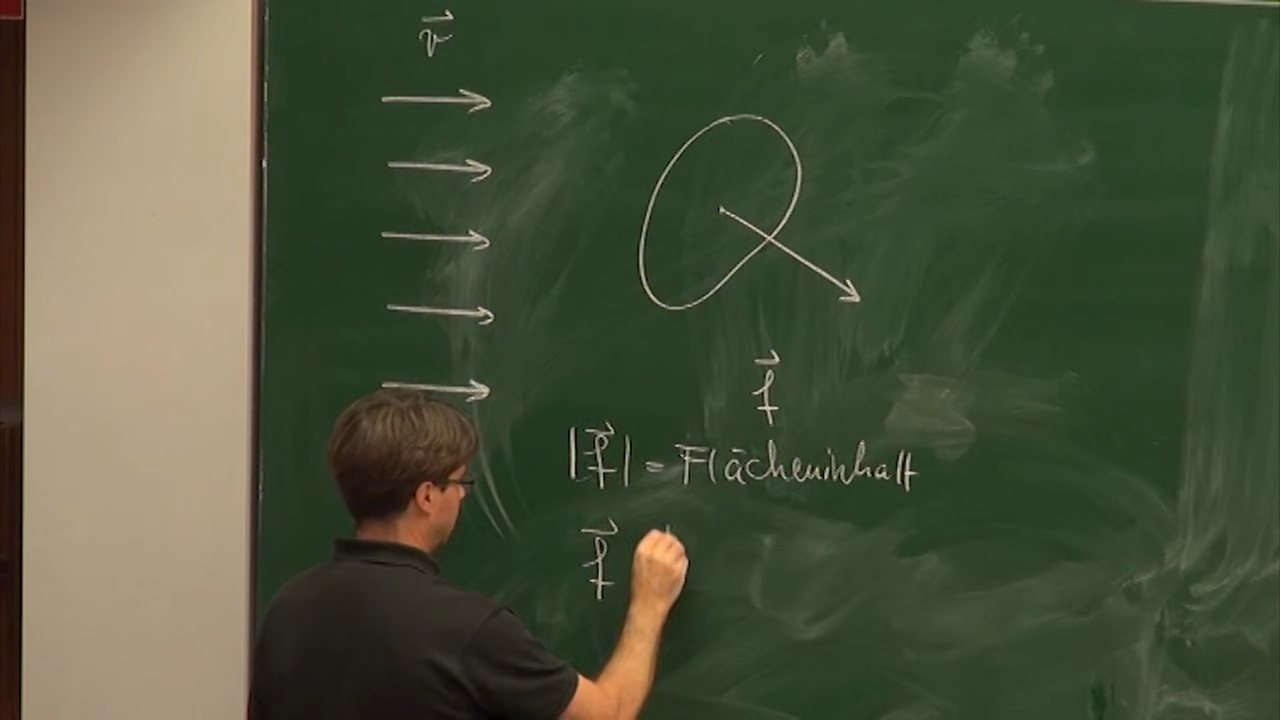 v⃗
f⃗
|f⃗| = Flächeninhalt
f⃗